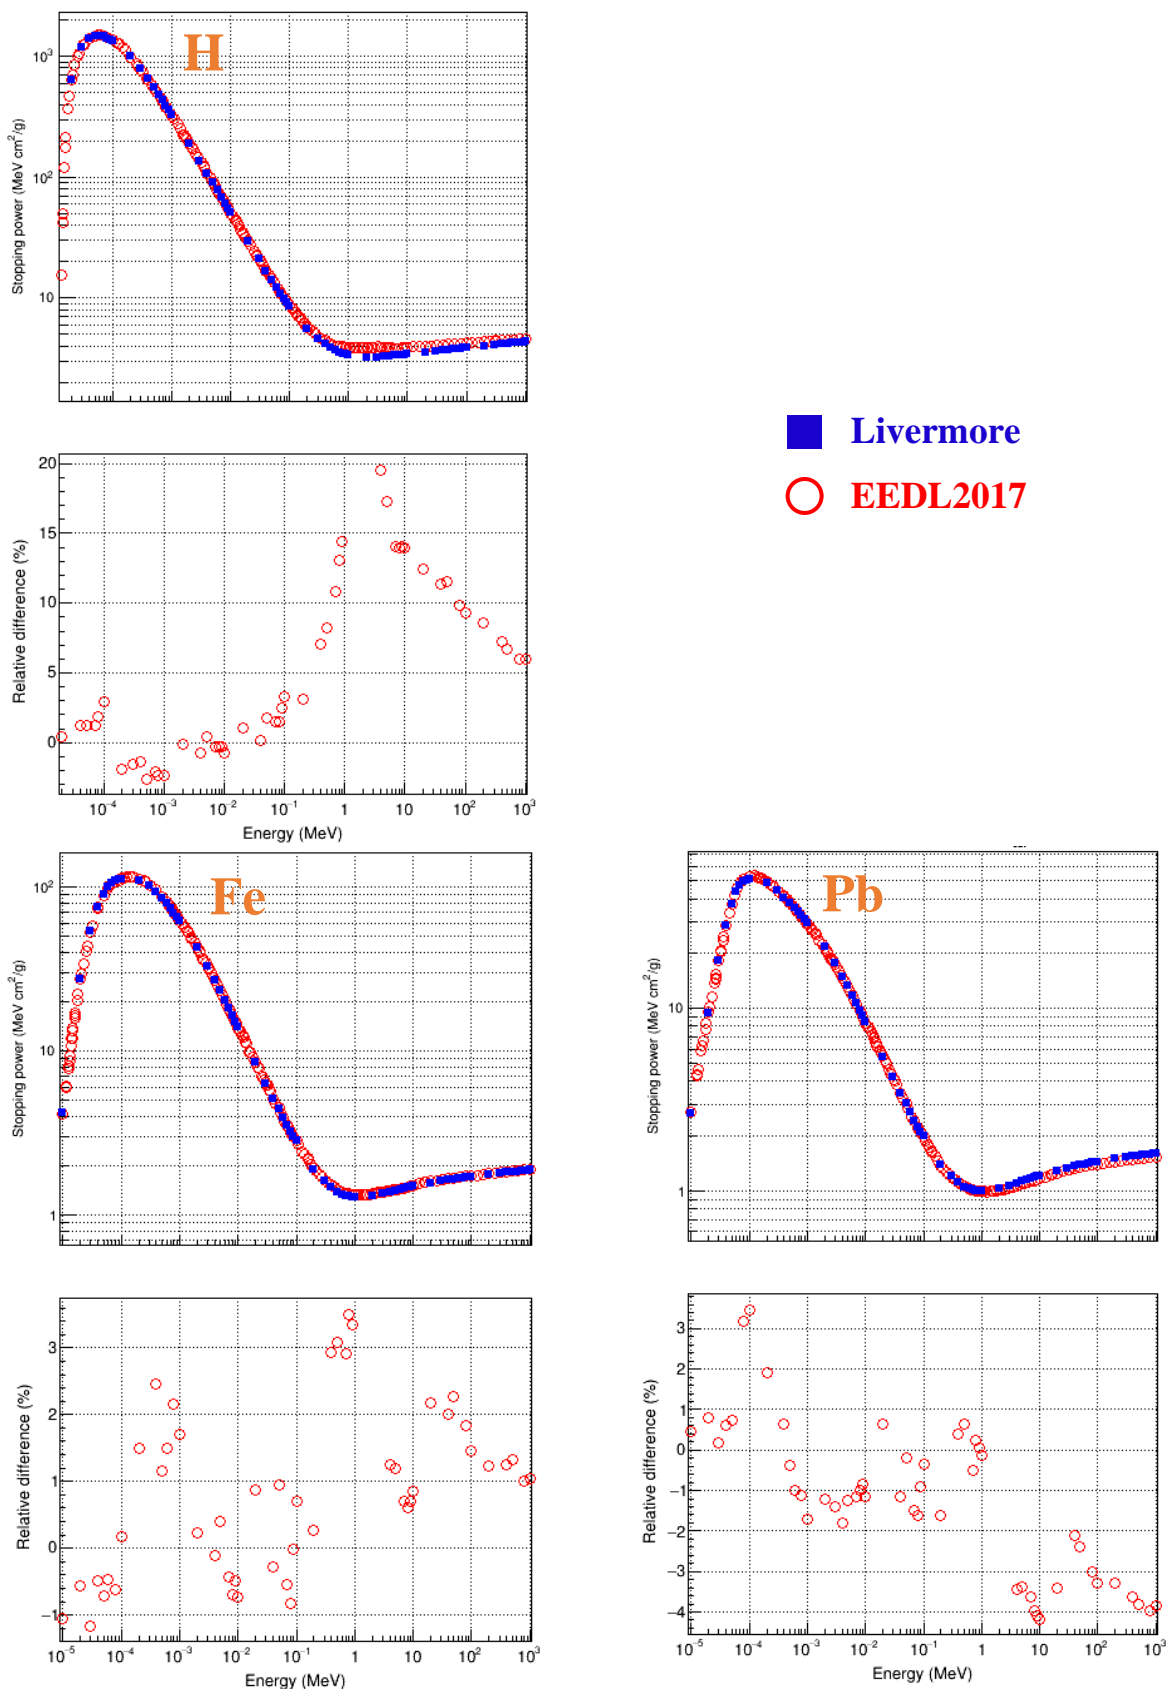 H
Stopping power (MeV cm²/g)
10³
10²
10
Livermore
EEDL2017
Relative difference (%)
20
15
10
5
0
10⁻⁴ 10⁻³ 10⁻² 10⁻¹ 1 10 10² 10³
Energy (MeV)
Fe
Stopping power (MeV cm²/g)
10²
10
1
Pb
Stopping power (MeV cm²/g)
10
1
Relative difference (%)
3
2
1
0
−1
10⁻⁵ 10⁻⁴ 10⁻³ 10⁻² 10⁻¹ 1 10 10² 10³
Energy (MeV)
Relative difference (%)
3
2
1
0
−1
−2
−3
−4
10⁻⁵ 10⁻⁴ 10⁻³ 10⁻² 10⁻¹ 1 10 10² 10³
Energy (MeV)